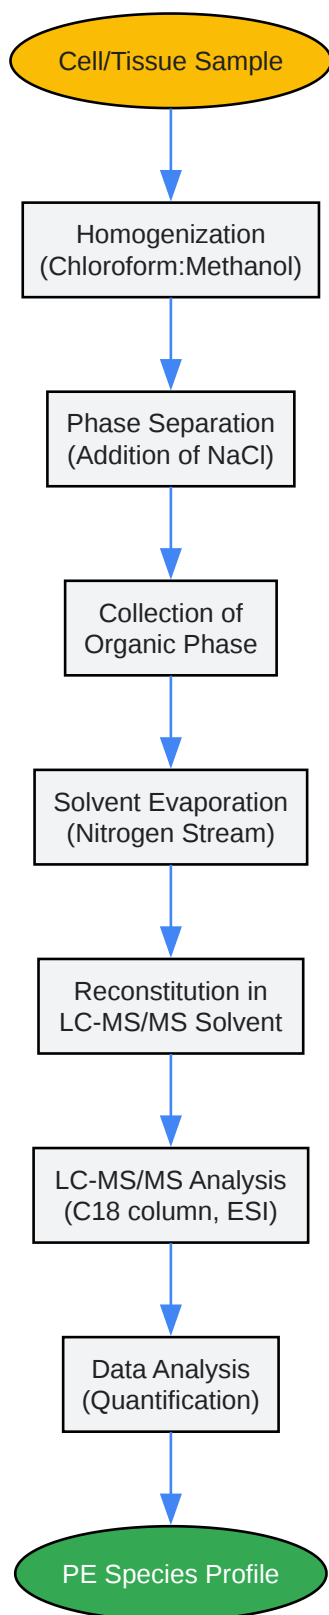 Cell/Tissue Sample
Homogenization
(Chloroform:Methanol)
Phase Separation
(Addition of NaCl)
Collection of
Organic Phase
Solvent Evaporation
(Nitrogen Stream)
Reconstitution in
LC-MS/MS Solvent
LC-MS/MS Analysis
(C18 column, ESI)
Data Analysis
(Quantification)
PE Species Profile